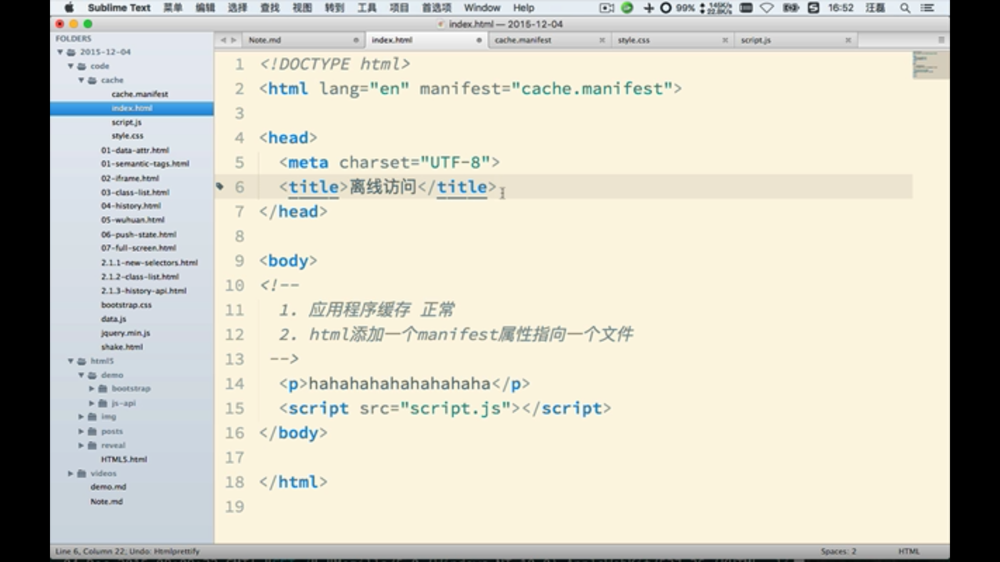 Sublime Text 菜单 编辑 选择 查找 视图 转到 工具 项目 首选项 Window Help 99% 16:52 汪磊
index.html — 2015-12-04
FOLDERS
2015-12-04
code
cache
cache.manifest
index.html
script.js
style.css
01-data-attr.html
01-semantic-tags.html
02-iframe.html
03-class-list.html
04-history.html
05-wuhuan.html
06-push-state.html
07-full-screen.html
2.1.1-new-selectors.html
2.1.2-class-list.html
2.1.3-history-api.html
bootstrap.css
data.js
jquery.min.js
shake.html
html5
demo
bootstrap
js-api
img
posts
reveal
HTML5.html
videos
demo.md
Note.md
Note.md index.html cache.manifest style.css script.js
1 <!DOCTYPE html>
2 <html lang="en" manifest="cache.manifest">
3
4 <head>
5 <meta charset="UTF-8">
6 <title>离线访问</title>
7 </head>
8
9 <body>
10 <!--
11 1. 应用程序缓存 正常
12 2. html添加一个manifest属性指向一个文件
13 -->
14 <p>hahahahahahahahaha</p>
15 <script src="script.js"></script>
16 </body>
17
18 </html>
19
Line 6, Column 22; Undo: Htmlprettify Spaces: 2 HTML